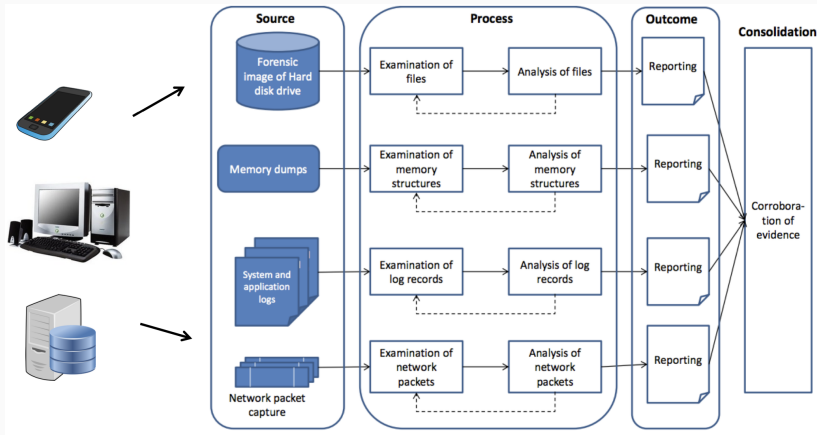 Source
Process
Outcome
Consolidation
Forensic
image of Hard
disk drive
Examination of
files
Analysis of files
Reporting
Memory dumps
Examination of
memory
structures
Analysis of
memory
structures
Reporting
System and
application
logs
Examination of
log records
Analysis of log
records
Reporting
Network packet
capture
Examination of
network
packets
Analysis of
network
packets
Reporting
Corrobora-
tion of
evidence